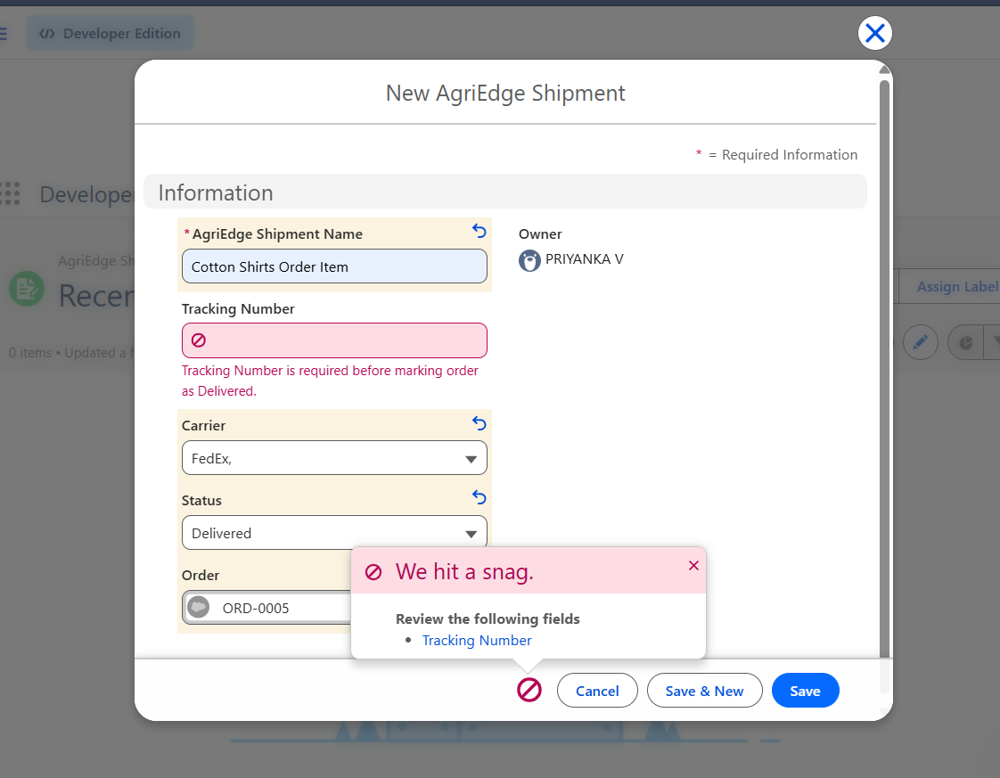 </> Developer Edition
New AgriEdge Shipment
* = Required Information
Information
Develope
* AgriEdge Shipment Name
Cotton Shirts Order Item
Owner
PRIYANKA V
AgriEdge Sh
Recen
0 items • Updated a f
Assign Label
Tracking Number
Tracking Number is required before marking order
as Delivered.
Carrier
FedEx,
Status
Delivered
Order
ORD-0005
We hit a snag.
Review the following fields
• Tracking Number
Cancel
Save & New
Save